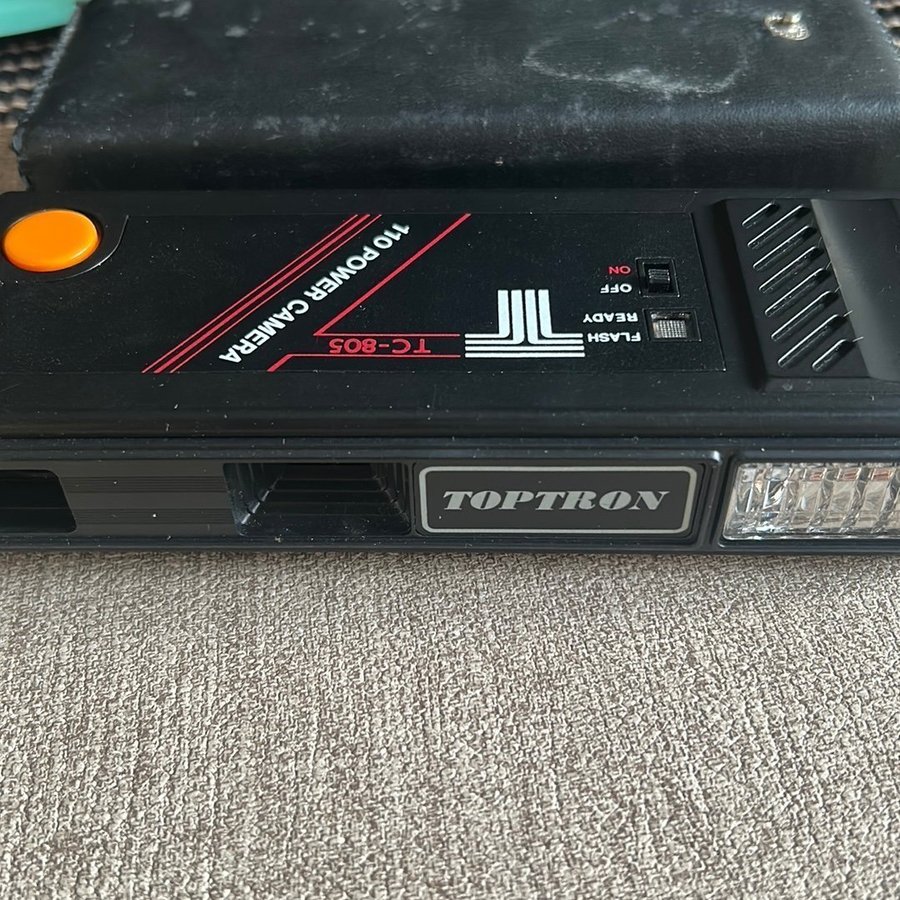 110 POWER CAMERA
TC-805
ON
OFF
FLASH
READY
TOPTRON